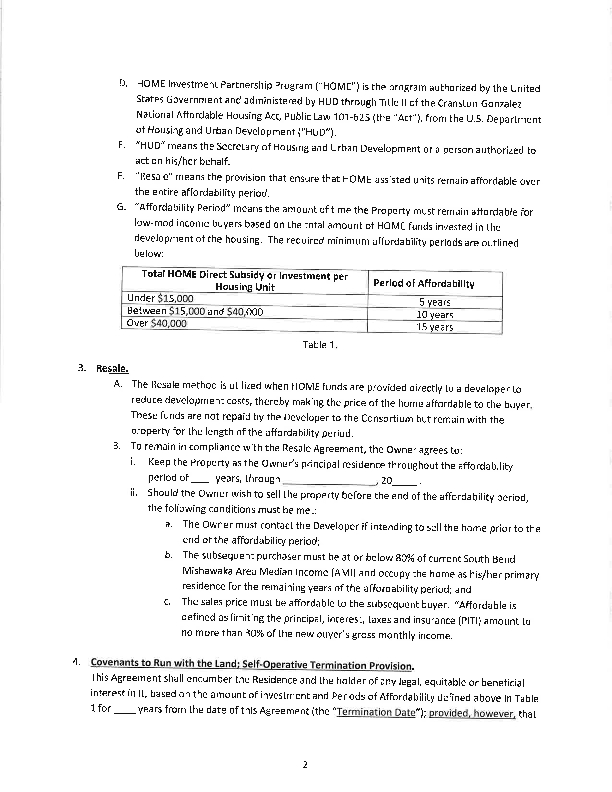 D. HOME Investment Partnership Program ("HOME") is the program authorized by the United
States Government and administered by HUD through Title II of the Cranston-Gonzalez
National Affordable Housing Act, Public Law 101-625 (the "Act"), from the U.S. Department
of Housing and Urban Development ("HUD").
E. "HUD" means the Secretary of Housing and Urban Development or a person authorized to
act on his/her behalf.
F. "Resale" means the provision that ensure that HOME assisted units remain affordable over
the entire affordability period.
G. "Affordability Period" means the amount of time the Property must remain affordable for
low-mod income buyers based on the total amount of HOME funds invested in the
development of the housing. The required minimum affordability periods are outlined
below:
Total HOME Direct Subsidy or Investment per Housing Unit Period of Affordability
Under $15,000 5 years
Between $15,000 and $40,000 10 years
Over $40,000 15 years
Table 1.
3. Resale.
A. The Resale method is utilized when HOME funds are provided directly to a developer to
reduce development costs, thereby making the price of the home affordable to the buyer.
These funds are not repaid by the Developer to the Consortium but remain with the
property for the length of the affordability period.
B. To remain in compliance with the Resale Agreement, the Owner agrees to:
i. Keep the Property as the Owner's principal residence throughout the affordability
period of ____ years, through __________________, 20_____.
ii. Should the Owner wish to sell the property before the end of the affordability period,
the following conditions must be met:
a. The Owner must contact the Developer if intending to sell the home prior to the
end of the affordability period;
b. The subsequent purchaser must be at or below 80% of current South Bend
Mishawaka Area Median Income (AMI) and occupy the home as his/her primary
residence for the remaining years of the affordability period; and
c. The sales price must be affordable to the subsequent buyer. "Affordable is
defined as limiting the principal, interest, taxes and insurance (PITI) amount to
no more than 30% of the new buyer's gross monthly income.
4. Covenants to Run with the Land; Self-Operative Termination Provision.
This Agreement shall encumber the Residence and the holder of any legal, equitable or beneficial
interest in it, based on the amount of investment and Periods of Affordability defined above in Table
1 for ____ years from the date of this Agreement (the "Termination Date"); provided, however, that
2